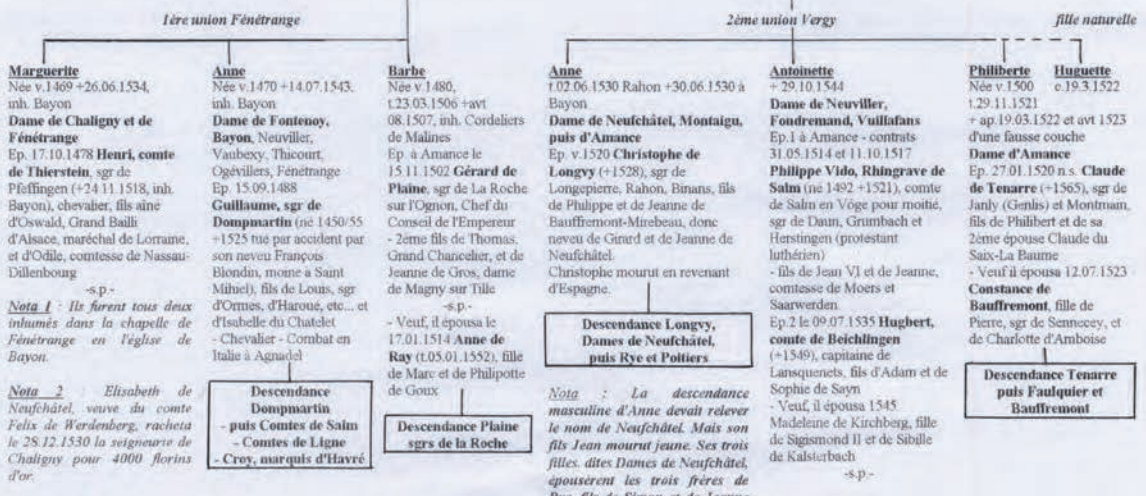 1ère union Fénétrange
2ème union Vergy
fille naturelle
Marguerite
Née v.1469 +26.06.1534,
inh. Bayon
Dame de Chaligny et de
Fénétrange
Ep. 17.10.1478 Henri, comte
de Thierstein, sgr de
Pfeffingen (+24.11.1518, inh.
Bayon), chevalier, fils aîné
d'Oswald, Grand Bailli
d'Alsace, maréchal de Lorraine,
et d'Odile, comtesse de Nassau-
Dillenbourg
-s.p.-
Nota 1 : Ils furent tous deux
inhumés dans la chapelle de
Fénétrange en l'église de
Bayon.
Nota 2 : Elisabeth de
Neufchâtel, veuve du comte
Felix de Werdenberg, racheta
le 28.12.1530 la seigneurie de
Chaligny pour 4000 florins
d'or.
Anne
Née v.1470 +14.07.1543,
inh. Bayon
Dame de Fontenoy,
Bayon, Neuviller,
Vaubexy, Thicourt,
Ogévillers, Fénetrange
Ep. 15.09.1488
Guillaume, sgr de
Dompmartin (né 1450/55
+1525 tué par accident par
son neveu François
Blondin, moine à Saint
Mihiel), fils de Louis, sgr
d'Ormes, d'Haroué, etc... et
d'Isabelle du Chatelet
- Chevalier - Combat en
Italie à Agnadel
Descendance
Dompmartin
- puis Comtes de Salm
- Comtes de Ligne
- Croy, marquis d'Havré
Barbe
Née v.1480,
t.23.03.1506 +avt
08.1507, inh. Cordeliers
de Malines
Ep. à Amance le
15.11.1502 Gérard de
Plaine, sgr de La Roche
sur l'Ognon, Chef du
Conseil de l'Empereur
- 2ème fils de Thomas,
Grand Chancelier, et de
Jeanne de Gros, dame
de Magny sur Tille
-s.p.-
- Veuf, il épousa le
17.01.1514 Anne de
Ray (t.05.01.1552), fille
de Marc et de Philipotte
de Goux
Descendance Plaine
sgrs de la Roche
Anne
t.02.06.1530 Rahon +30.06.1530 à
Bayon
Dame de Neufchâtel, Montaigu,
puis d'Amance
Ep. v.1520 Christophe de
Longvy (+1528), sgr de
Longepierre, Rahon, Binans, fils
de Philippe et de Jeanne de
Bauffremont-Mirebeau, donc
neveu de Girard et de Jeanne de
Neufchâtel.
Christophe mourut en revenant
d'Espagne.
Descendance Longvy,
Dames de Neufchâtel,
puis Rye et Poitiers
Nota : La descendance
masculine d'Anne devait relever
le nom de Neufchâtel. Mais son
fils Jean mourut jeune. Ses trois
filles, dites Dames de Neufchâtel,
épousèrent les trois frères de
Rye, fils de Simon et de Jeanne
Antoinette
+ 29.10.1544
Dame de Neuviller,
Fondremand, Vuillafans
Ep.1 à Amance - contrats
31.05.1514 et 11.10.1517
Philippe Vido, Rhingrave de
Salm (né 1492 +1521), comte
de Salm en Vôge pour moitié,
sgr de Daun, Grumbach et
Herstingen (protestant
luthérien)
- fils de Jean VI et de Jeanne,
comtesse de Moers et
Saarwerden
Ep.2 le 09.07.1535 Hugbert,
comte de Beichlingen
(+1549), capitaine de
Lansquenets, fils d'Adam et de
Sophie de Sayn
- Veuf, il épousa 1545
Madeleine de Kirchberg, fille
de Sigismond II et de Sibille
de Kalsterbach
-s.p.-
Philiberte
Née v.1500
t.29.11.1521
+ ap.19.03.1522 et avt 1523
d'une fausse couche
Dame d'Amance
Ep. 27.01.1520 n.s. Claude
de Tenarre (+1565), sgr de
Janly (Genlis) et Montmain,
fils de Philibert et de sa
2ème épouse Claude du
Saix-La Baume
- Veuf il épousa 12.07.1523
Constance de
Bauffremont, fille de
Pierre, sgr de Sennecey, et
de Charlotte d'Amboise
Descendance Tenarre
puis Faulquier et
Bauffremont
Huguette
c.19.3.1522